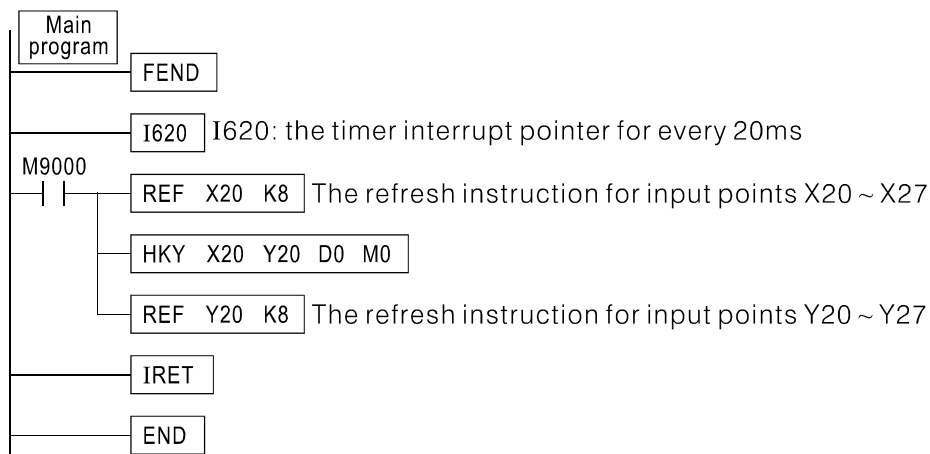 Main
program
FEND
I620 I620: the timer interrupt pointer for every 20ms
M9000
REF X20 K8 The refresh instruction for input points X20 ~ X27
HKY X20 Y20 D0 M0
REF Y20 K8 The refresh instruction for input points Y20 ~ Y27
IRET
END